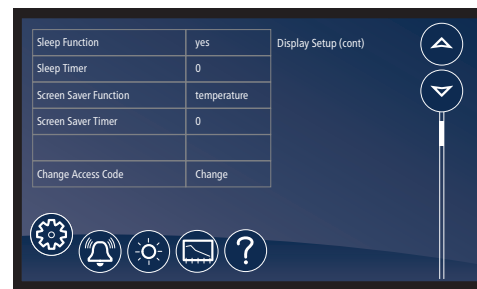 Sleep Function yes Display Setup (cont)
Sleep Timer 0
Screen Saver Function temperature
Screen Saver Timer 0
Change Access Code Change
?